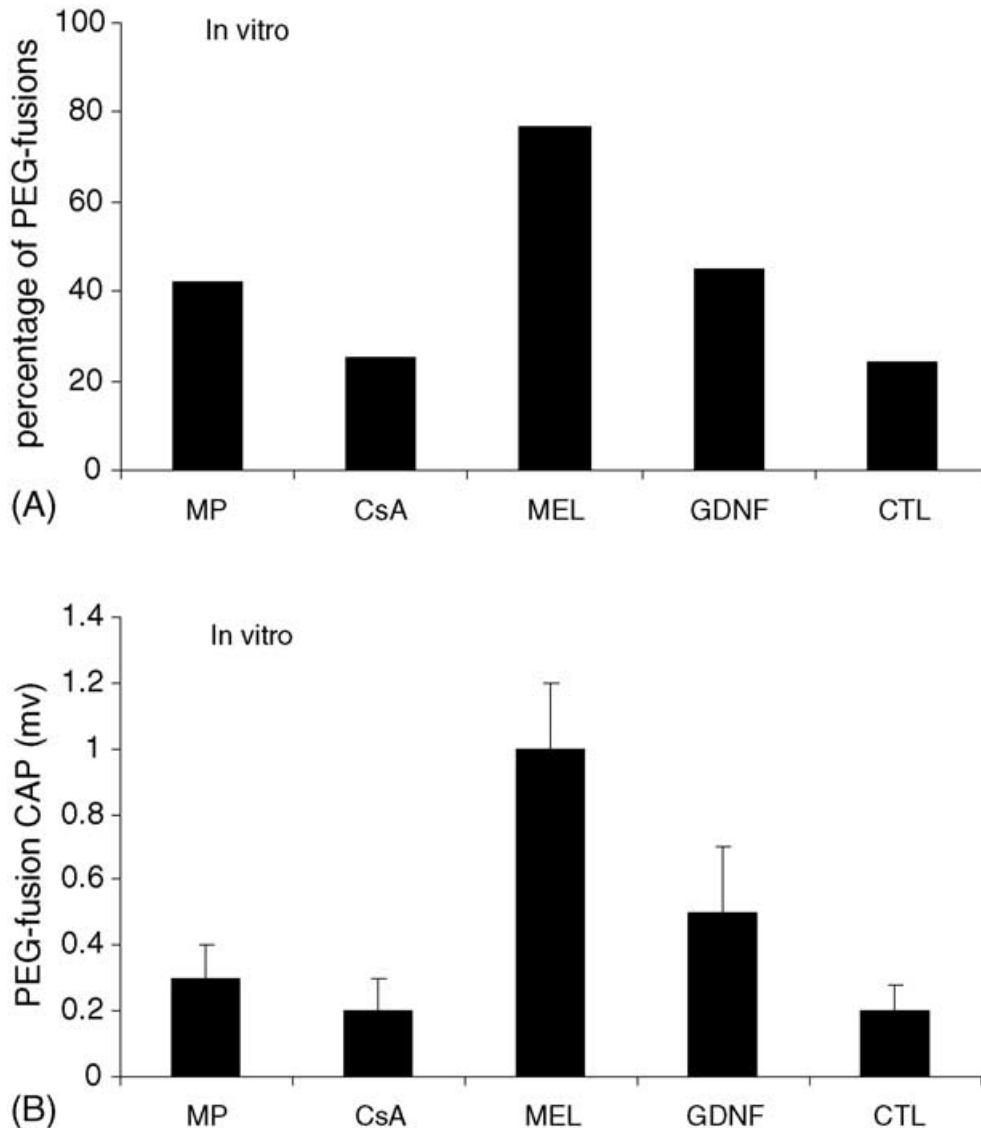 In vitro
percentage of PEG-fusions
100
80
60
40
20
0
MP CsA MEL GDNF CTL
(A)
In vitro
PEG-fusion CAP (mv)
1.4
1.2
1
0.8
0.6
0.4
0.2
0
MP CsA MEL GDNF CTL
(B)